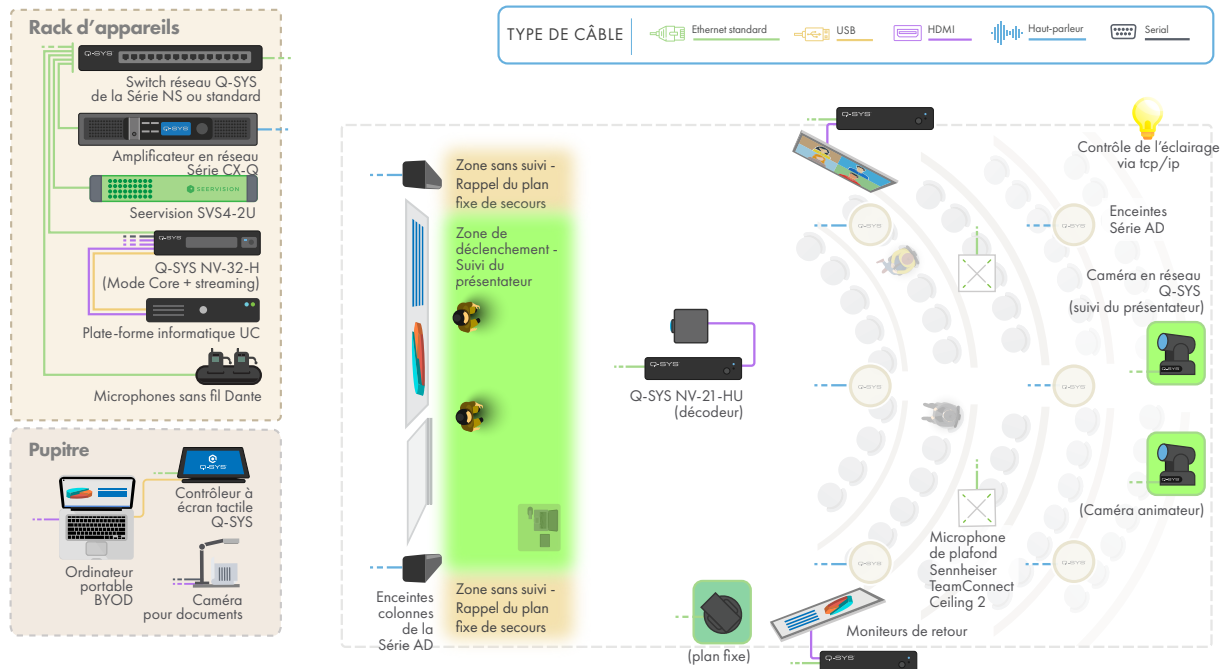 Rack d'appareils
Q-SYS
Switch réseau Q-SYS
de la Série NS ou standard
Q-SYS
Amplificateur en réseau
Série CX-Q
SEERVISION
Seervision SVS4-2U
Q-SYS
Q-SYS NV-32-H
(Mode Core + streaming)
Plate-forme informatique UC
Microphones sans fil Dante
Pupitre
Q-SYS
Contrôleur à
écran tactile
Q-SYS
Ordinateur
portable
BYOD
Caméra
pour documents
TYPE DE CÂBLE
Ethernet standard
USB
HDMI
Haut-parleur
Serial
Q-SYS
Contrôle de l'éclairage
via tcp/ip
Zone sans suivi -
Rappel du plan
fixe de secours
Zone de
déclenchement -
Suivi du
présentateur
Q-SYS
Enceintes
Série AD
Q-SYS
Caméra en réseau
Q-SYS
(suivi du présentateur)
Q-SYS
Q-SYS
Q-SYS NV-21-HU
(décodeur)
Q-SYS
Q-SYS
Q-SYS
(Caméra animateur)
Microphone
de plafond
Sennheiser
TeamConnect
Ceiling 2
Q-SYS
Q-SYS
Enceintes
colonnes
de la
Série AD
Zone sans suivi -
Rappel du plan
fixe de secours
(plan fixe)
Moniteurs de retour
Q-SYS